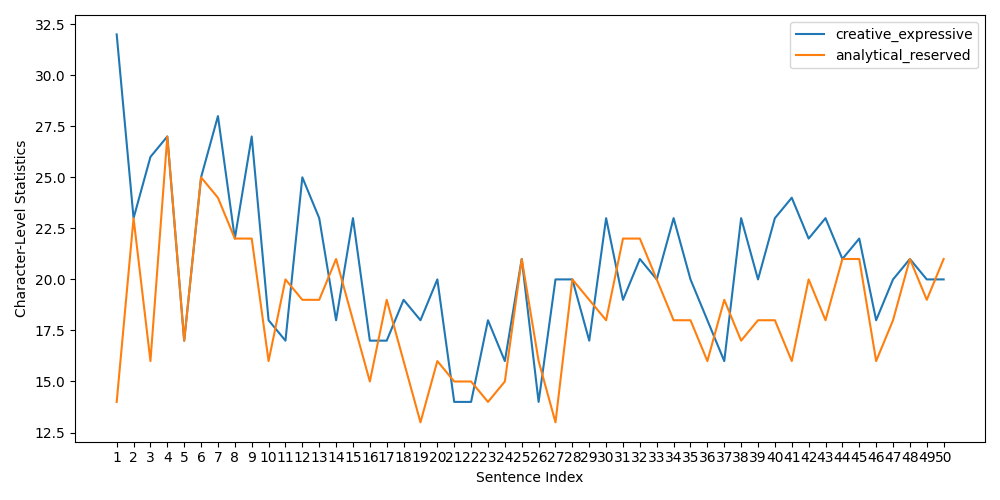 creative_expressive
analytical_reserved
Character-Level Statistics
32.5
30.0
27.5
25.0
22.5
20.0
17.5
15.0
12.5
1 2 3 4 5 6 7 8 9 10 11 12 13 14 15 16 17 18 19 20 21 22 23 24 25 26 27 28 29 30 31 32 33 34 35 36 37 38 39 40 41 42 43 44 45 46 47 48 49 50
Sentence Index